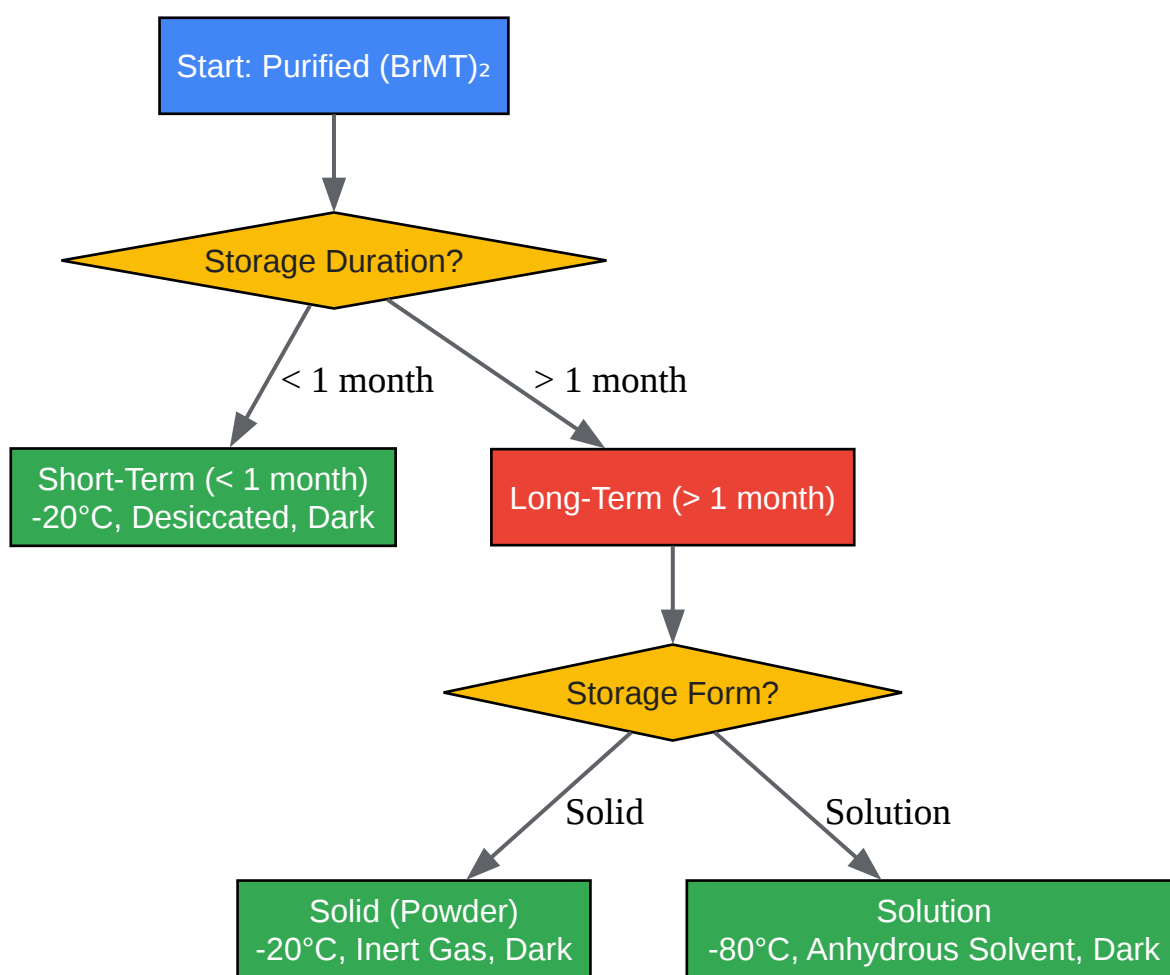 Start: Purified (BrMT)₂
Storage Duration?
< 1 month
> 1 month
Short-Term (< 1 month)
-20°C, Desiccated, Dark
Long-Term (> 1 month)
Storage Form?
Solid
Solution
Solid (Powder)
-20°C, Inert Gas, Dark
Solution
-80°C, Anhydrous Solvent, Dark